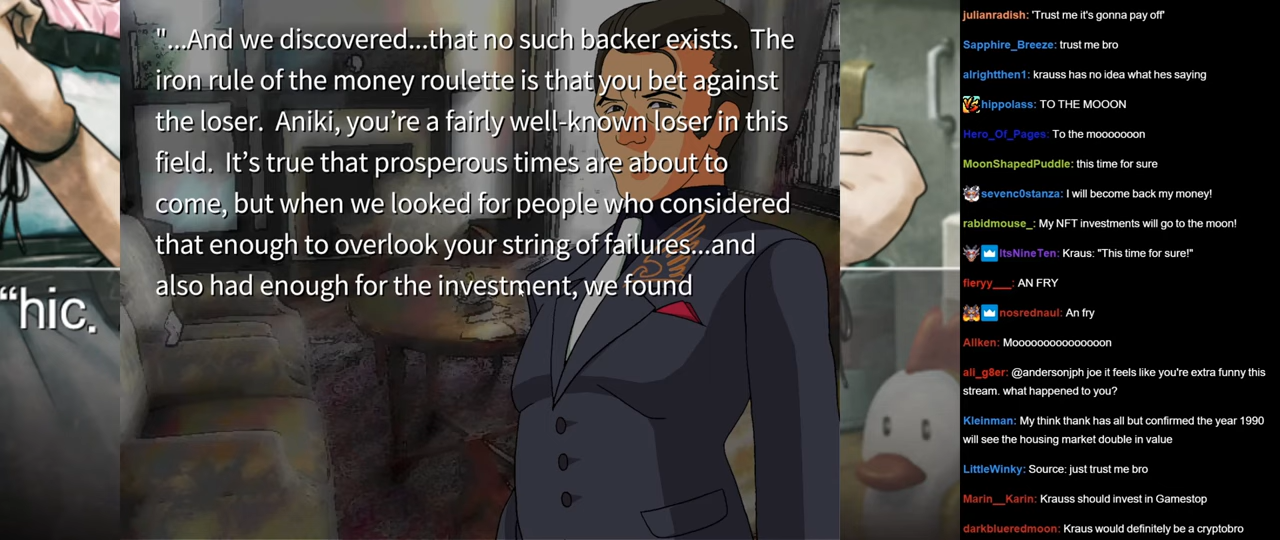 "...And we discovered...that no such backer exists. The
iron rule of the money roulette is that you bet against
the loser. Aniki, you're a fairly well-known loser in this
field. It's true that prosperous times are about to
come, but when we looked for people who considered
that enough to overlook your string of failures...and
also had enough for the investment, we found
“hic.
julianradish: 'Trust me it's gonna pay off'
Sapphire_Breeze: trust me bro
alrightthen1: krauss has no idea what hes saying
hippolass: TO THE MOOON
Hero_Of_Pages: To the mooooooon
MoonShapedPuddle: this time for sure
sevenc0stanza: I will become back my money!
rabidmouse_: My NFT investments will go to the moon!
ItsNineTen: Kraus: "This time for sure!"
fieryy___: AN FRY
nosrednaul: An fry
Aliken: Mooooooooooooooon
ali_g8er: @andersonjph joe it feels like you're extra funny this
stream. what happened to you?
Kleinman: My think thank has all but confirmed the year 1990
will see the housing market double in value
LittleWinky: Source: just trust me bro
Marin__Karin: Krauss should invest in Gamestop
darkblueredmoon: Kraus would definitely be a cryptobro